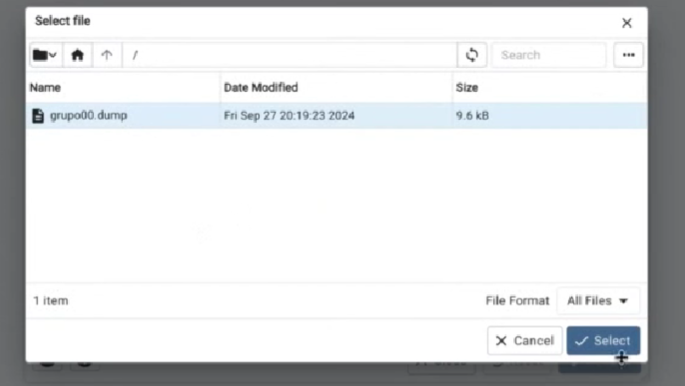 Select file
/
Search
Name Date Modified Size
grupo00.dump Fri Sep 27 20:19:23 2024 9.6 kB
1 item File Format All Files
Cancel Select